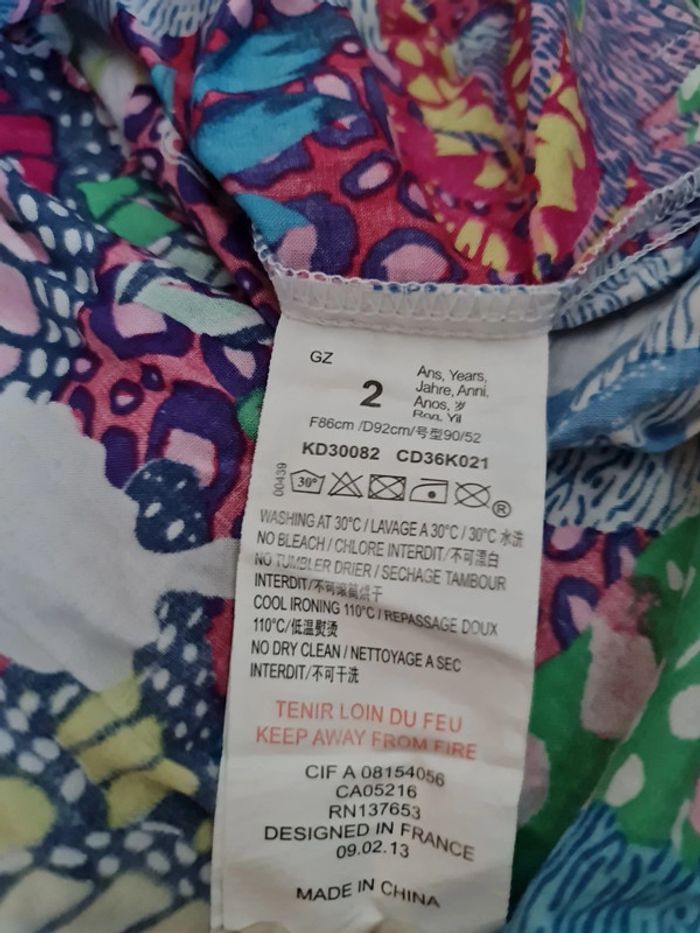 GZ
2
Ans, Years,
Jahre, Anni,
Anos, 岁
F86cm /D92cm/号型90/52
KD30082 CD36K021
00439
30°
®
WASHING AT 30°C / LAVAGE A 30°C / 30°C 水洗
NO BLEACH / CHLORE INTERDIT/不可漂白
NO TUMBLER DRIER / SECHAGE TAMBOUR
INTERDIT/不可滚筒烘干
COOL IRONING 110°C / REPASSAGE DOUX
110°C/低温熨烫
NO DRY CLEAN / NETTOYAGE A SEC
INTERDIT/不可干洗
TENIR LOIN DU FEU
KEEP AWAY FROM FIRE
CIF A 08154056
CA05216
RN137653
DESIGNED IN FRANCE
09.02.13
MADE IN CHINA